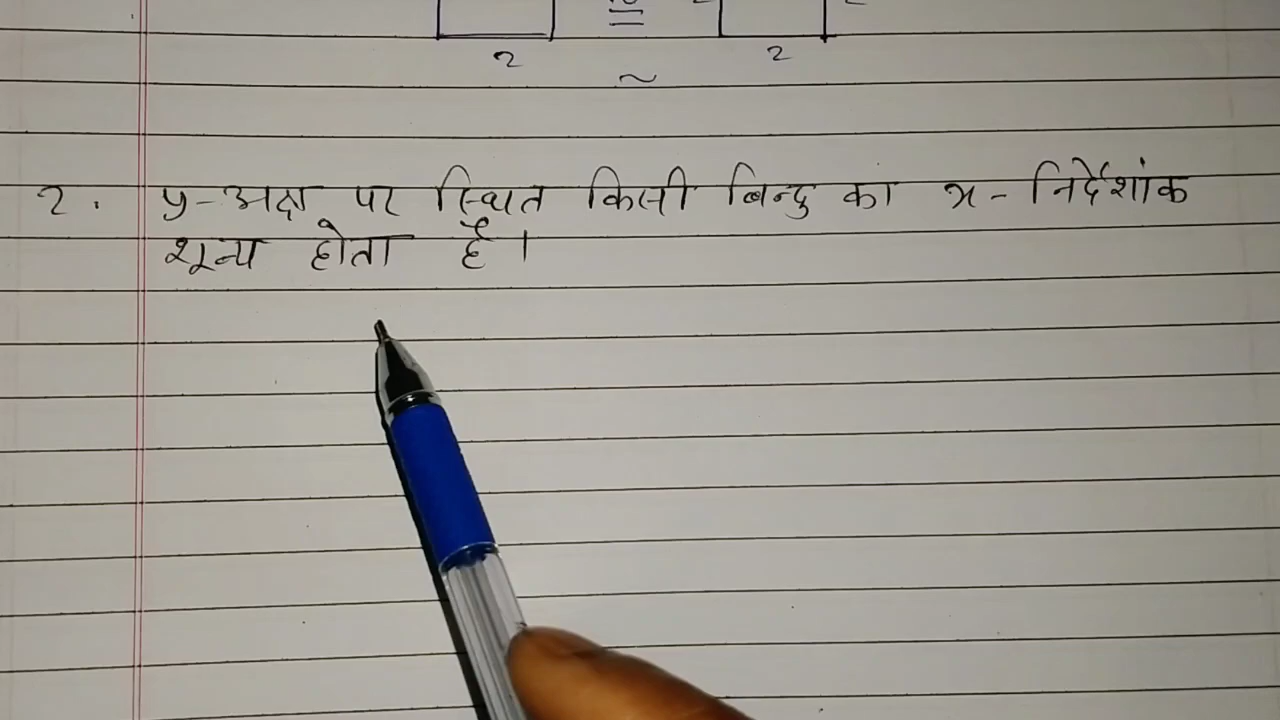 2 ≅ 2
~
2. y-अक्ष पर स्थित किसी बिन्दु का x-निर्देशांक
शून्य होता है।